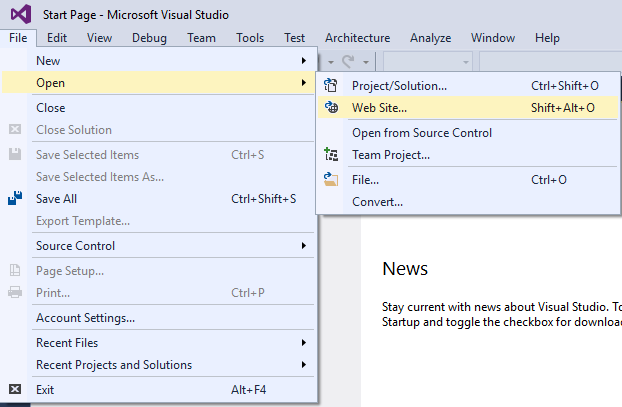 Start Page - Microsoft Visual Studio
File Edit View Debug Team Tools Test Architecture Analyze Window Help
New
Open
Close
Close Solution
Save Selected Items Ctrl+S
Save Selected Items As...
Save All Ctrl+Shift+S
Export Template...
Source Control
Page Setup...
Print... Ctrl+P
Account Settings...
Recent Files
Recent Projects and Solutions
Exit Alt+F4
Project/Solution... Ctrl+Shift+O
Web Site... Shift+Alt+O
Open from Source Control
Team Project...
File... Ctrl+O
Convert...
News
Stay current with news about Visual Studio. To
Startup and toggle the checkbox for downloa